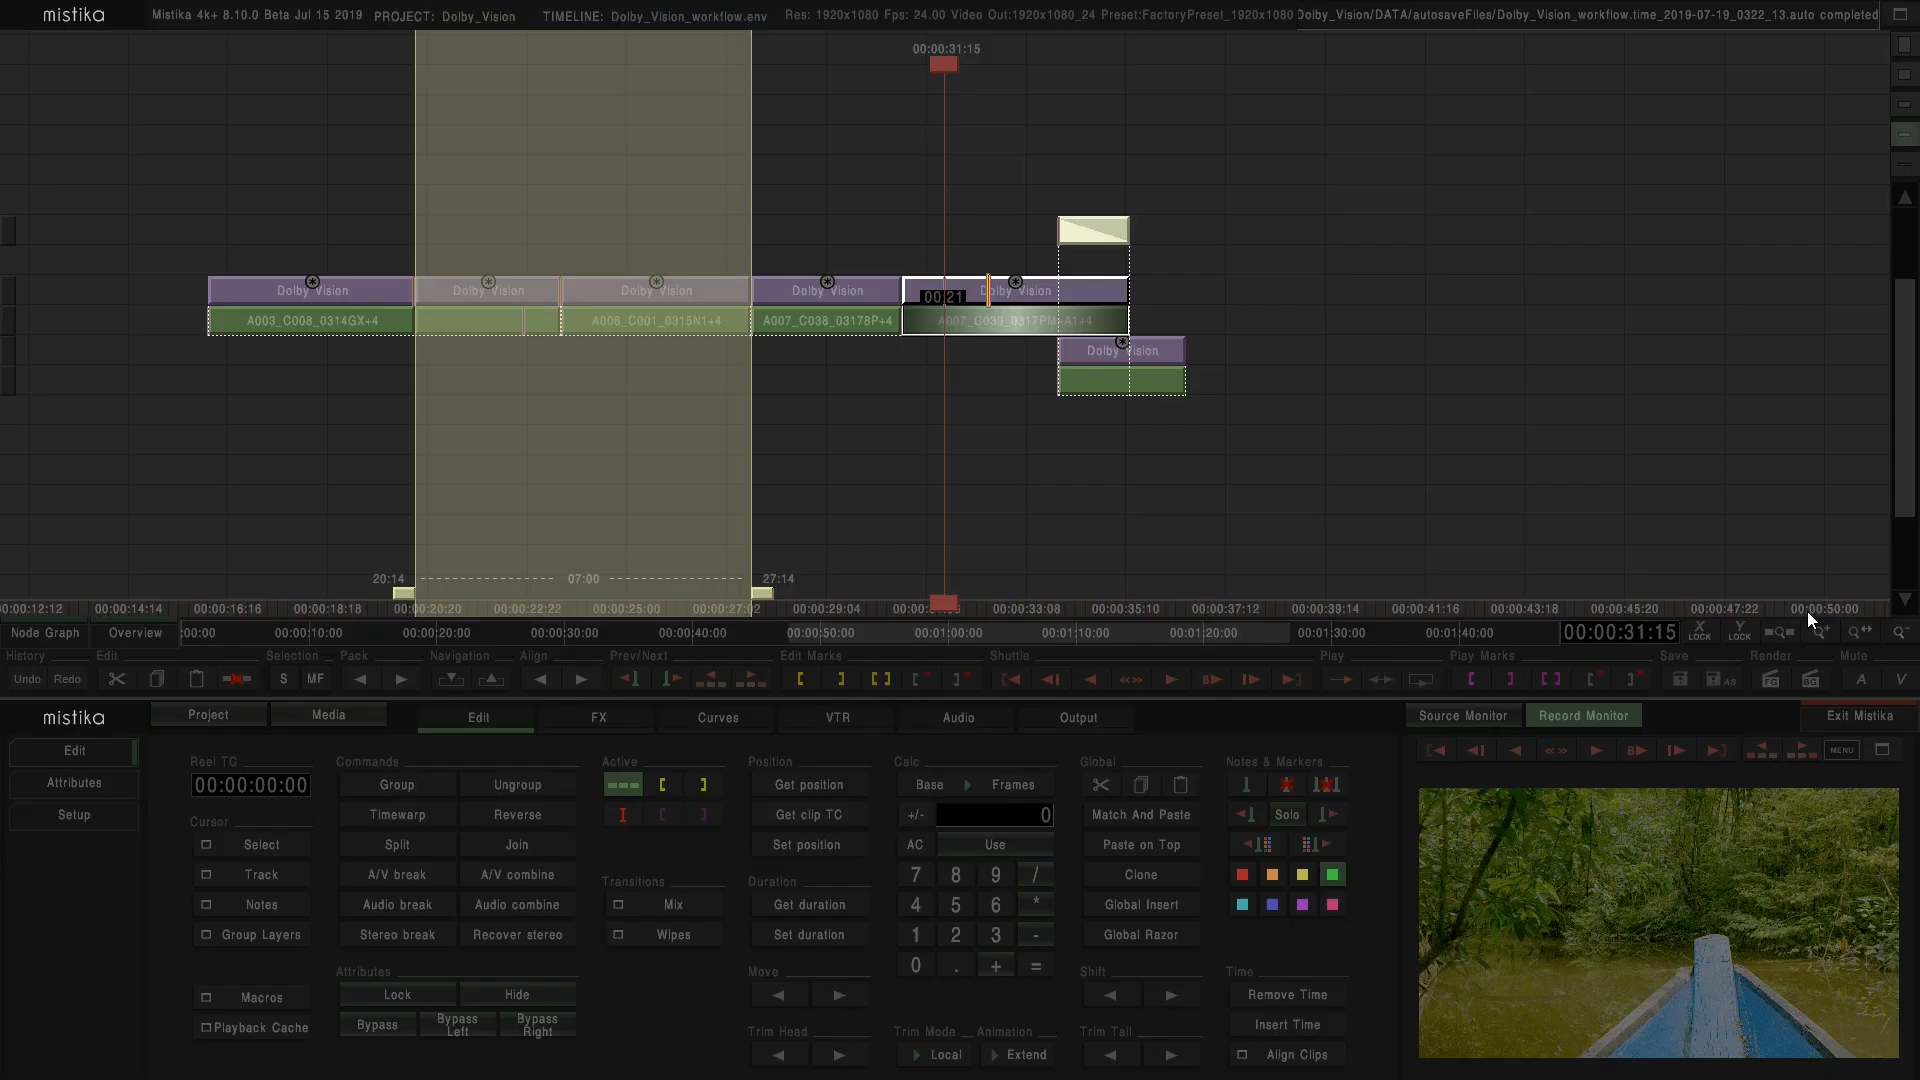 mistika Mistika 4k+ 8.10.0 Beta Jul 15 2019 PROJECT: Dolby_Vision TIMELINE: Dolby_Vision_workflow.env Res: 1920x1080 Fps: 24.00 Video Out:1920x1080_24 Preset:FactoryPreset_1920x1080 Dolby_Vision/DATA/autosaveFiles/Dolby_Vision_workflow.time_2019-07-19_0322_13.auto completed
00:00:31:15
Dolby Vision Dolby Vision Dolby Vision Dolby Vision Dolby Vision
00:21
A003_C008_0314GX+4 A006_C001_0315N1+4 A007_C038_03178P+4 A007_C039_0317PM-A1+4
Dolby Vision
20:14 07:00 27:14
00:00:12:12 00:00:14:14 00:00:16:16 00:00:18:18 00:00:20:20 00:00:22:22 00:00:25:00 00:00:27:02 00:00:29:04 00:00:33:08 00:00:35:10 00:00:37:12 00:00:39:14 00:00:41:16 00:00:43:18 00:00:45:20 00:00:47:22 00:00:50:00
Node Graph Overview :00:00 00:00:10:00 00:00:20:00 00:00:30:00 00:00:40:00 00:00:50:00 00:01:00:00 00:01:10:00 00:01:20:00 00:01:30:00 00:01:40:00 00:00:31:15 X LOCK Y LOCK
History Edit Selection Pack Navigation Align Prev/Next Edit Marks Shuttle Play Play Marks Save Render Mute
Undo Redo S MF AS FG BG A V
mistika Project Media Edit FX Curves VTR Audio Output Source Monitor Record Monitor Exit Mistika
Edit MENU
Reel TC Commands Active Position Calc Global Notes & Markers
Attributes 00:00:00:00 Group Ungroup Get position Base Frames
Setup Cursor Timewarp Reverse Get clip TC +/- 0 Match And Paste Solo
Select Split Join Set position AC Use Paste on Top
Track A/V break A/V combine Transitions Duration 7 8 9 / Clone
Notes Audio break Audio combine Mix Get duration 4 5 6 * Global Insert
Group Layers Stereo break Recover stereo Wipes Set duration 1 2 3 - Global Razor
Attributes Move 0 . + = Shift Time
Macros Lock Hide Remove Time
Playback Cache Bypass Bypass Left Bypass Right Trim Head Trim Mode Animation Trim Tail Insert Time
Local Extend Align Clips